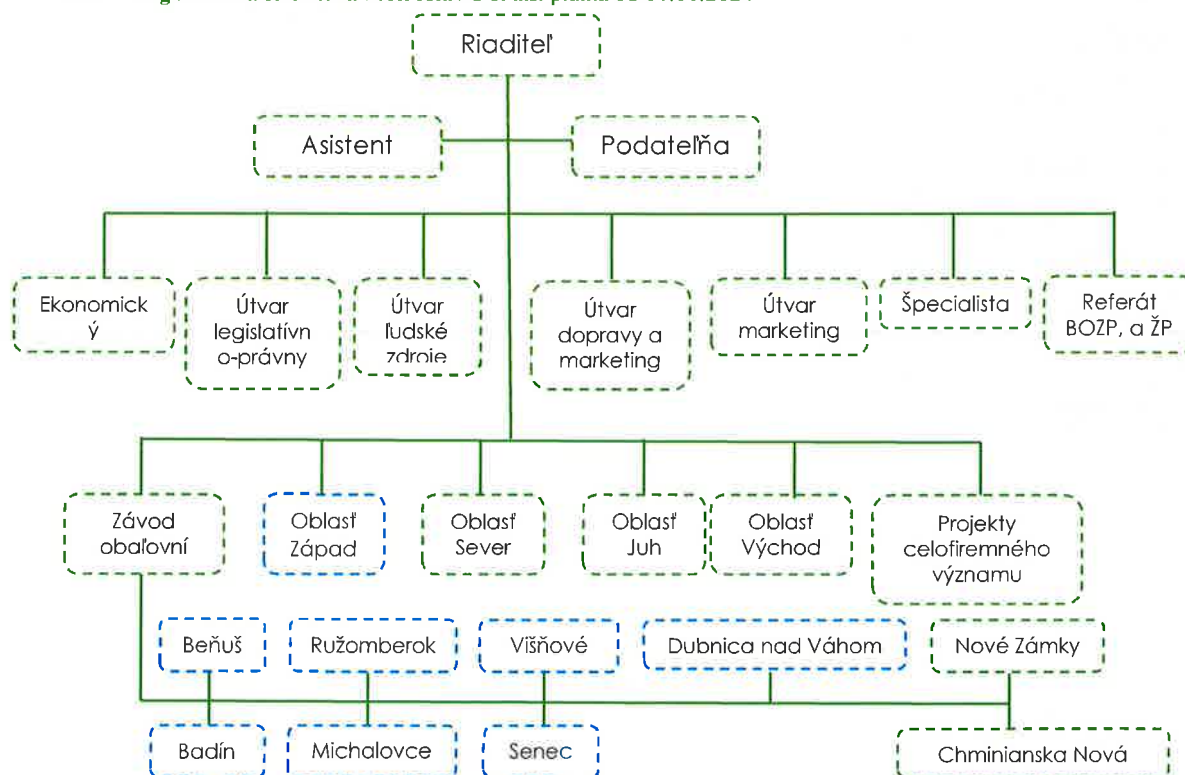 Riaditeľ
Asistent
Podateľňa
Ekonomick
ý
Útvar
legislatívn
o-právny
Útvar
ľudské
zdroje
Útvar
dopravy a
marketing
Útvar
marketing
Špecialista
Referát
BOZP, a ŽP
Závod
obaľovní
Oblasť
Západ
Oblasť
Sever
Oblasť
Juh
Oblasť
Východ
Projekty
celofiremného
významu
Beňuš
Ružomberok
Višňové
Dubnica nad Váhom
Nové Zámky
Badín
Michalovce
Senec
Chminianska Nová